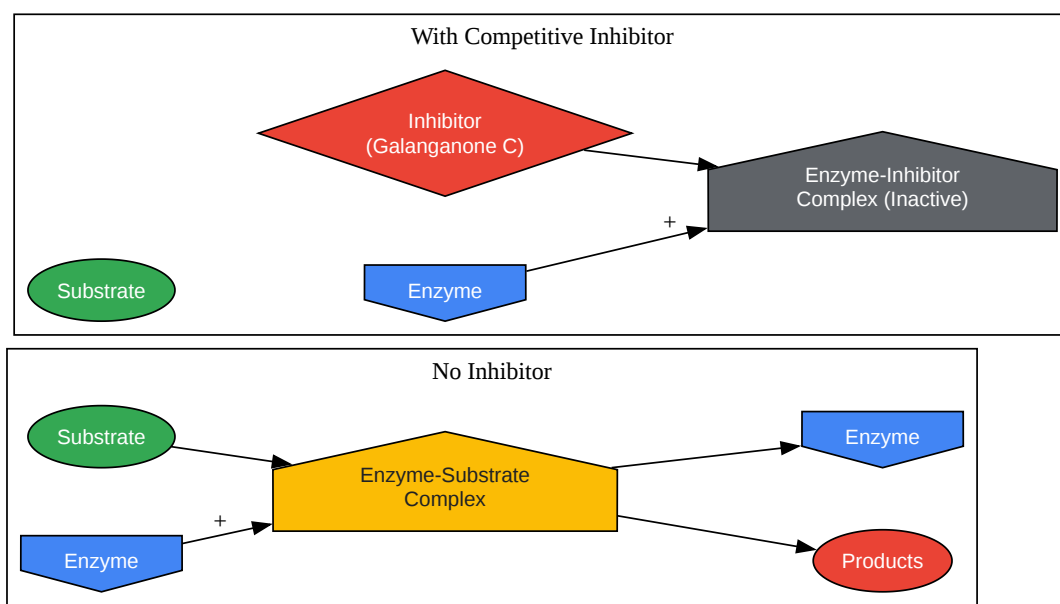 With Competitive Inhibitor
Inhibitor
(Galanganone C)
Enzyme-Inhibitor
Complex (Inactive)
+
Substrate
Enzyme
No Inhibitor
Substrate
Enzyme
Enzyme-Substrate
Complex
+
Enzyme
Products